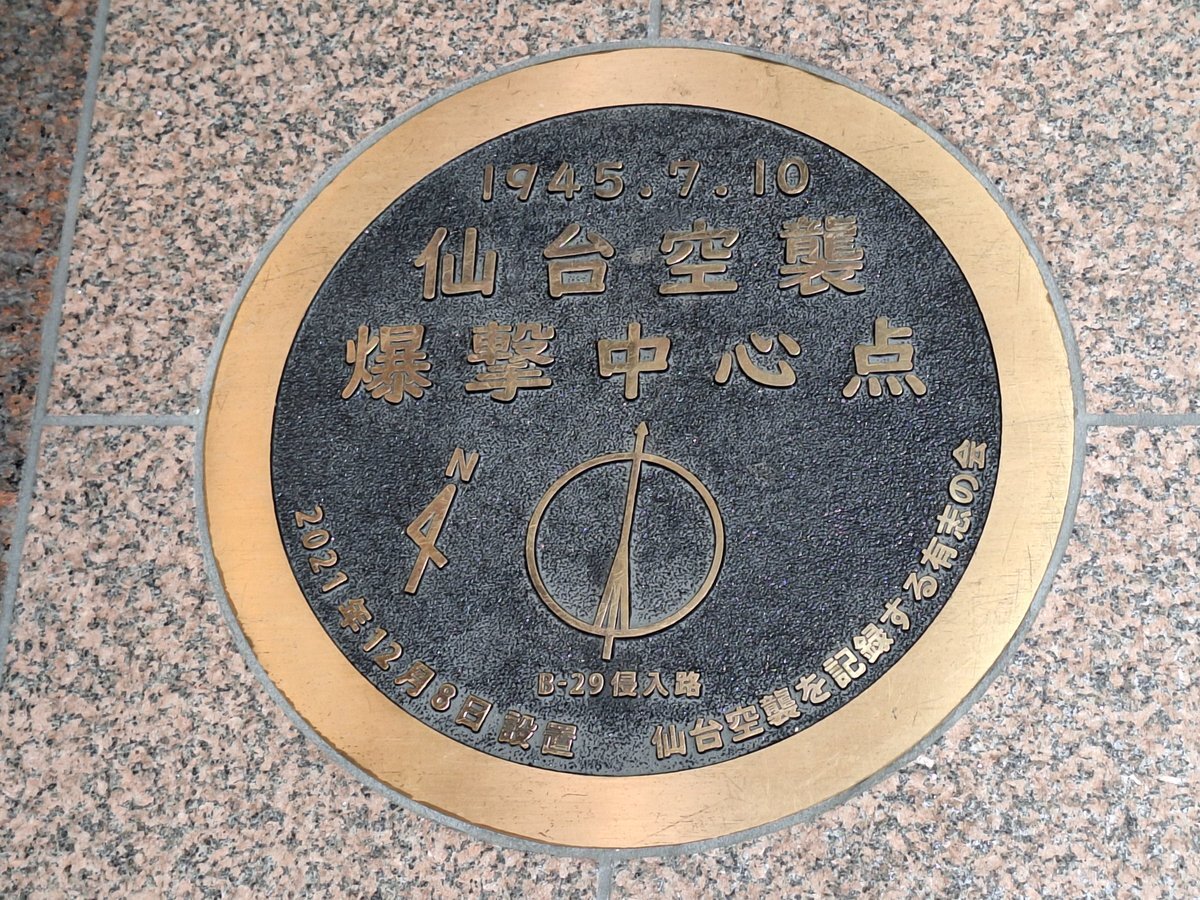 1945.7.10
仙台空襲
爆撃中心点
N
B-29侵入路
2021年12月8日設置
仙台空襲を記録する有志の会